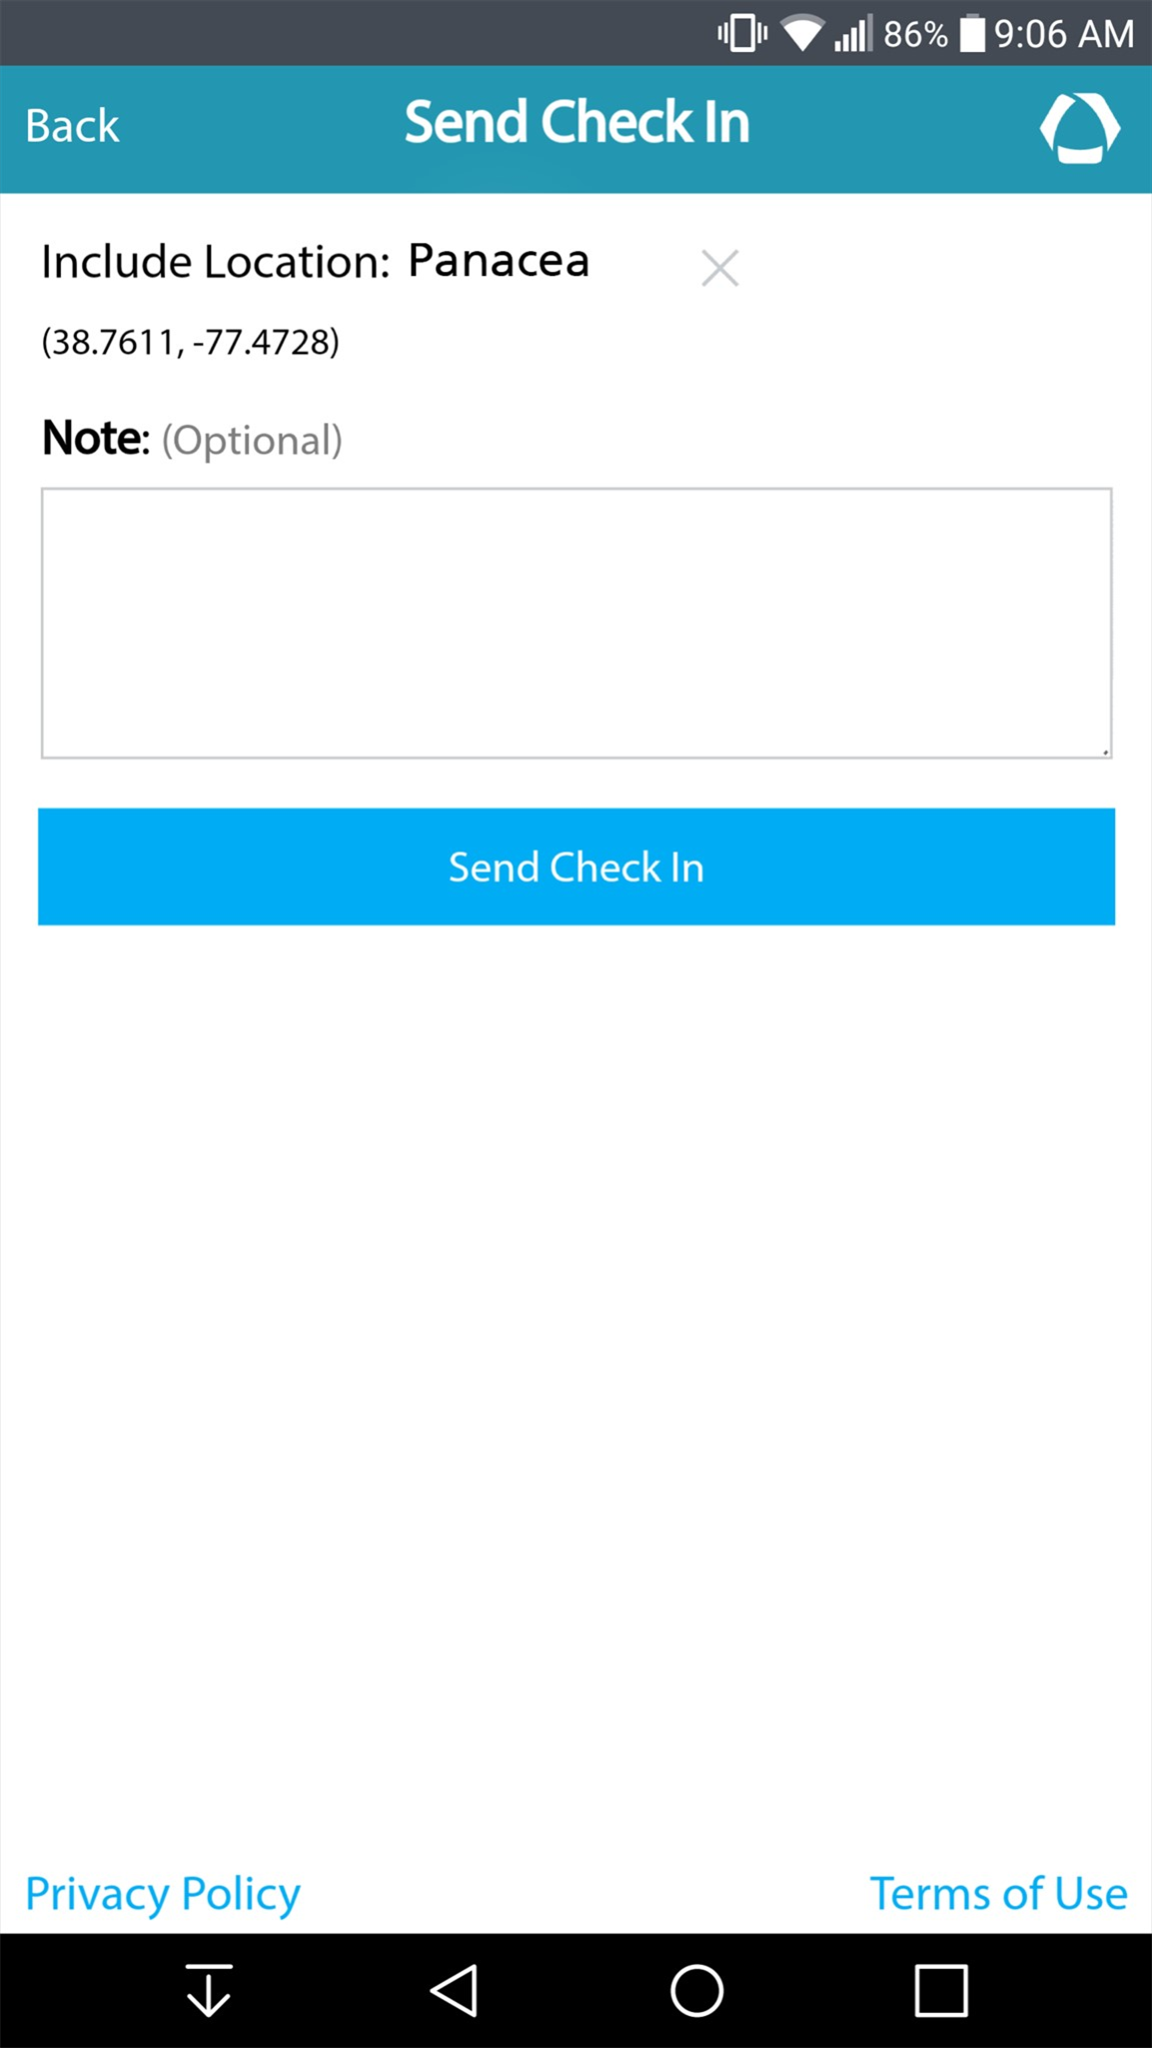 86% 9:06 AM
Back Send Check In
Include Location: Panacea
(38.7611, -77.4728)
Note: (Optional)
Send Check In
Privacy Policy Terms of Use